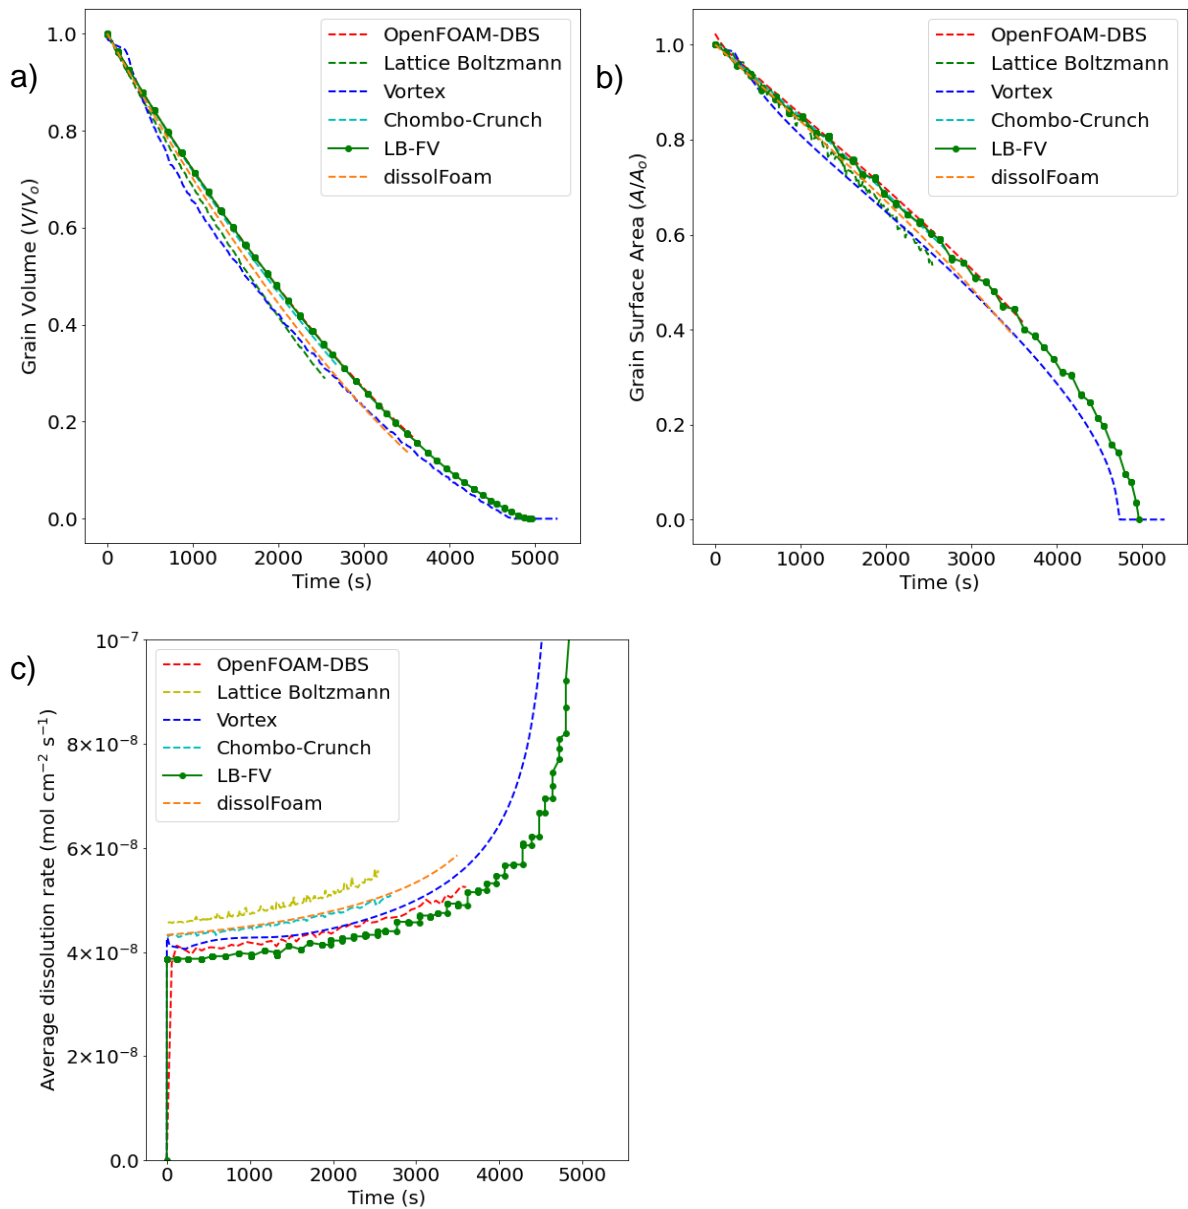 a)
1.0
0.8
0.6
0.4
0.2
0.0
Grain Volume (V/Vo)
OpenFOAM-DBS
Lattice Boltzmann
Vortex
Chombo-Crunch
LB-FV
dissolFoam
0 1000 2000 3000 4000 5000
Time (s)
b)
1.0
0.8
0.6
0.4
0.2
0.0
Grain Surface Area (A/Ao)
OpenFOAM-DBS
Lattice Boltzmann
Vortex
Chombo-Crunch
LB-FV
dissolFoam
0 1000 2000 3000 4000 5000
Time (s)
c)
10⁻⁷
8×10⁻⁸
6×10⁻⁸
4×10⁻⁸
2×10⁻⁸
0.0
Average dissolution rate (mol cm⁻² s⁻¹)
OpenFOAM-DBS
Lattice Boltzmann
Vortex
Chombo-Crunch
LB-FV
dissolFoam
0 1000 2000 3000 4000 5000
Time (s)